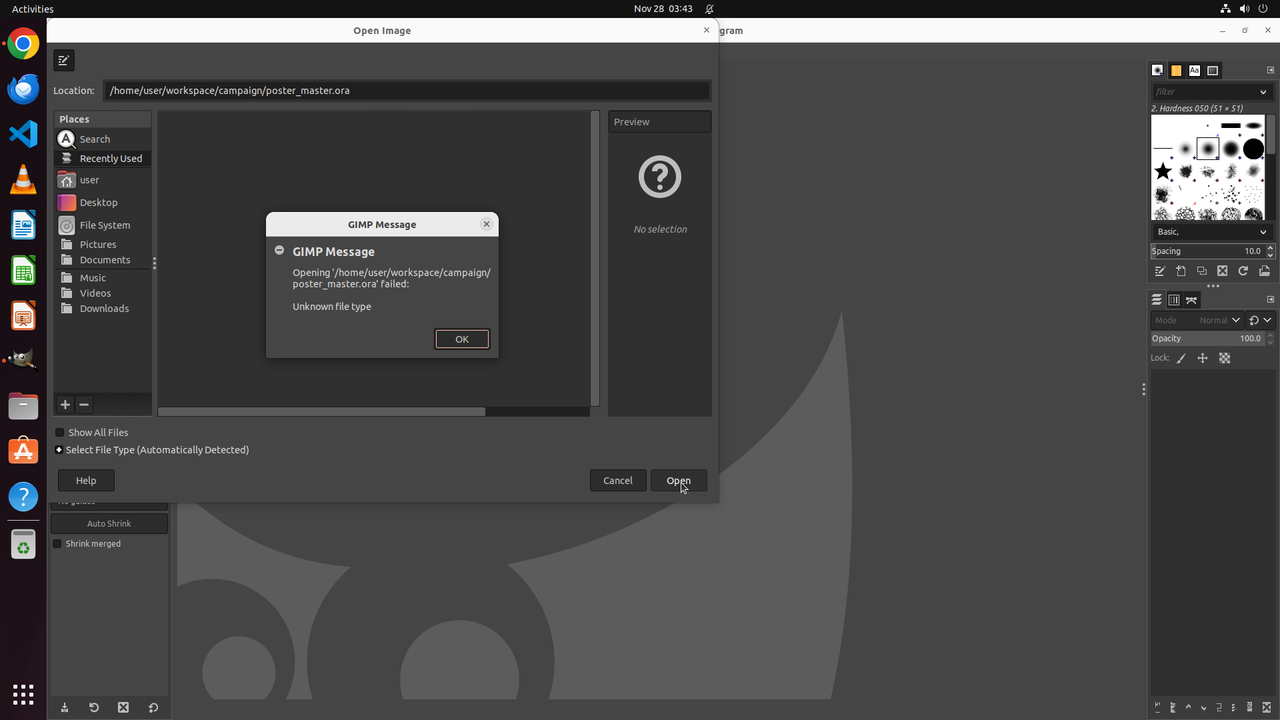 Activities
Nov 28 03:43
Open Image
gram
Location:
/home/user/workspace/campaign/poster_master.ora
Places
Search
Recently Used
user
Desktop
File System
Pictures
Documents
Music
Videos
Downloads
Preview
No selection
GIMP Message
GIMP Message
Opening '/home/user/workspace/campaign/
poster_master.ora' failed:
Unknown file type
OK
Show All Files
Select File Type (Automatically Detected)
Help
Cancel
Open
Auto Shrink
Shrink merged
filter
2. Hardness 050 (51 × 51)
Basic,
Spacing
10.0
Mode
Normal
Opacity
100.0
Lock: